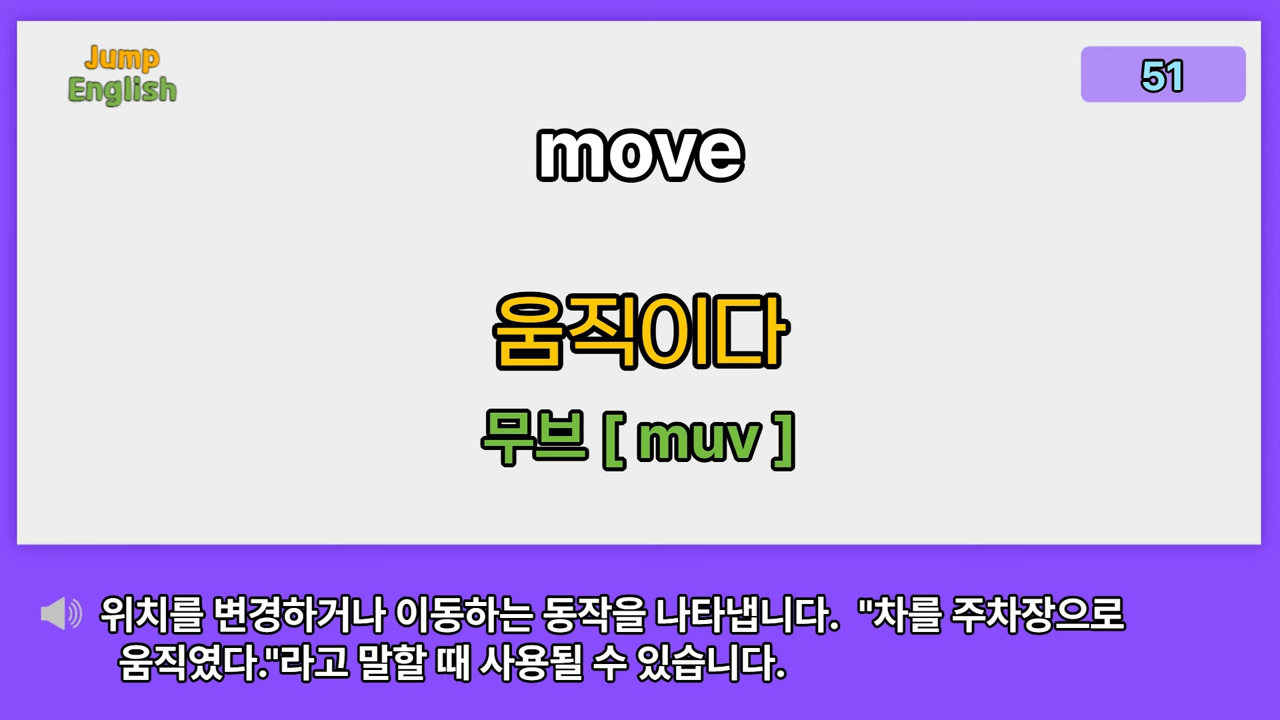 Jump
English
51
move
움직이다
무브 [ muv ]
위치를 변경하거나 이동하는 동작을 나타냅니다. "차를 주차장으로
움직였다."라고 말할 때 사용될 수 있습니다.